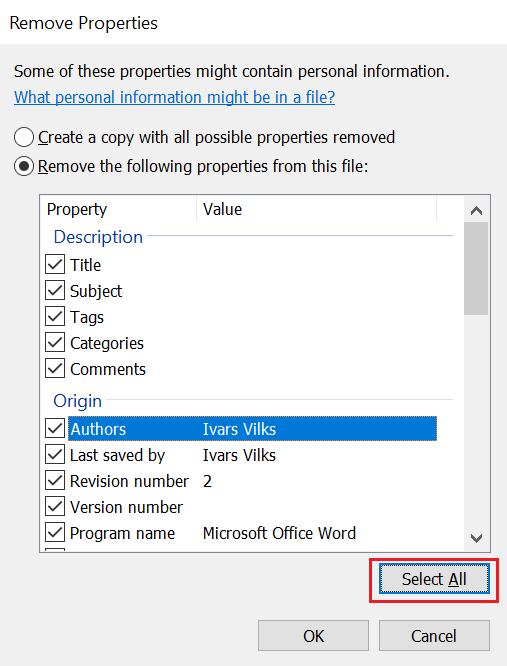 Remove Properties
Some of these properties might contain personal information.
What personal information might be in a file?
Create a copy with all possible properties removed
Remove the following properties from this file:
Property Value
Description
Title
Subject
Tags
Categories
Comments
Origin
Authors Ivars Vilks
Last saved by Ivars Vilks
Revision number 2
Version number
Program name Microsoft Office Word
Select All
OK Cancel